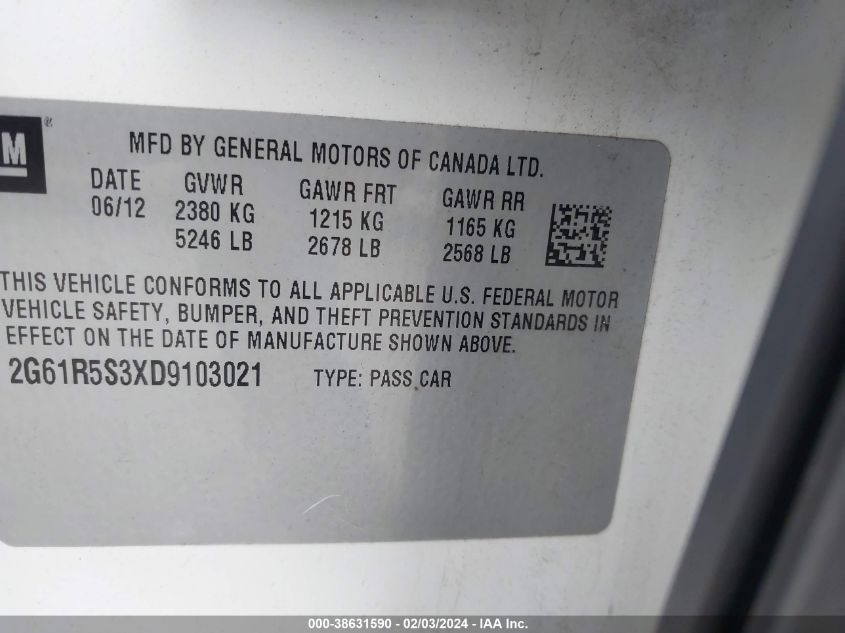 M ®
MFD BY GENERAL MOTORS OF CANADA LTD.
DATE GVWR GAWR FRT GAWR RR
06/12 2380 KG 1215 KG 1165 KG
5246 LB 2678 LB 2568 LB
THIS VEHICLE CONFORMS TO ALL APPLICABLE U.S. FEDERAL MOTOR
VEHICLE SAFETY, BUMPER, AND THEFT PREVENTION STANDARDS IN
EFFECT ON THE DATE OF MANUFACTURE SHOWN ABOVE.
2G61R5S3XD9103021 TYPE: PASS CAR
000-38631590 - 02/03/2024 - IAA Inc.